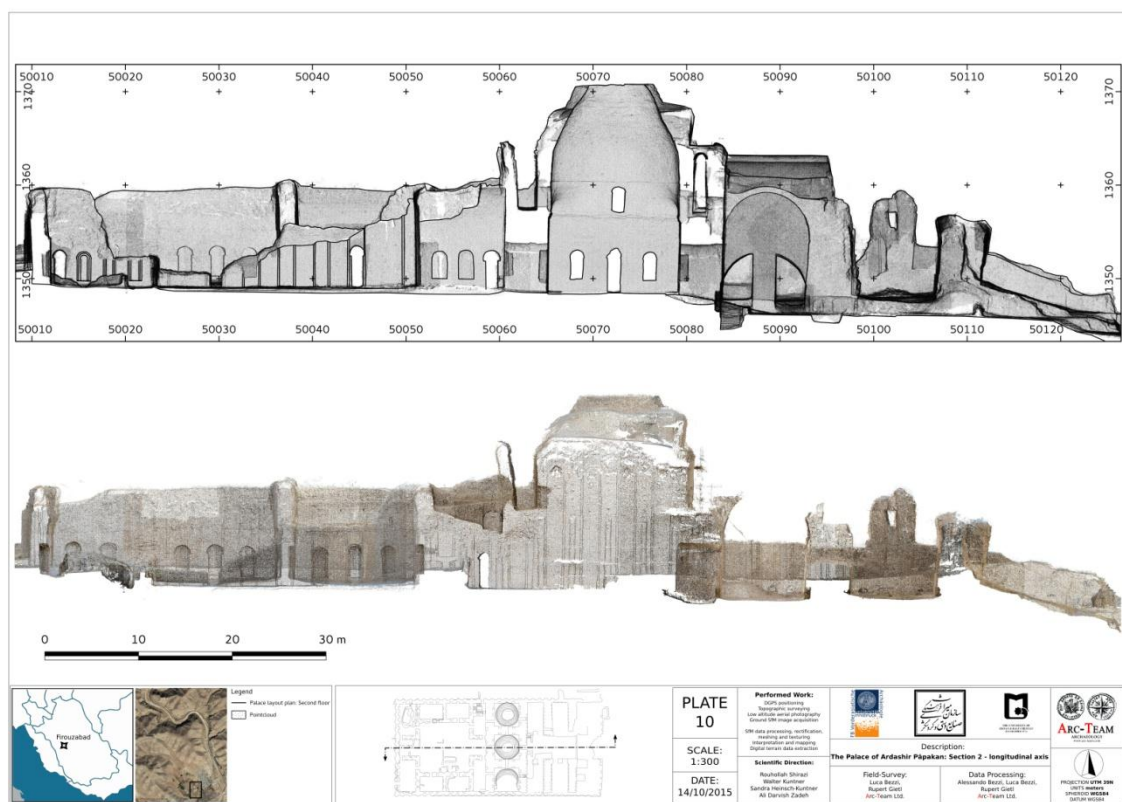 50010 50020 50030 50040 50050 50060 50070 50080 50090 50100 50110 50120
1370 1370
1360 1360
1350 1350
50010 50020 50030 50040 50050 50060 50070 50080 50090 50100 50110 50120
0 10 20 30 m
Firouzabad
Legend
Palace layout plan: Second floor
Pointcloud
PLATE
10
SCALE:
1:300
DATE:
14/10/2015
Performed Work:
DGPS positioning
Topographic surveying
Low altitude aerial photography
Ground SfM image acquisition
SfM data processing, rectification,
meshing and texturing
Interpretation and mapping
Digital terrain data extraction
Scientific Direction:
Rouhollah Shirazi
Walter Kuntner
Sandra Heinsch-Kuntner
Ali Darvish Zadeh
Description:
The Palace of Ardashir Pāpakan: Section 2 - longitudinal axis
Field-Survey:
Luca Bezzi,
Rupert Gietl
Arc-Team Ltd.
Data Processing:
Alessandro Bezzi, Luca Bezzi,
Rupert Gietl
Arc-Team Ltd.
ARC-TEAM
ARCHAEOLOGY
PROJECTION UTM 39N
UNITS meters
SPHEROID WGS84
DATUM WGS84